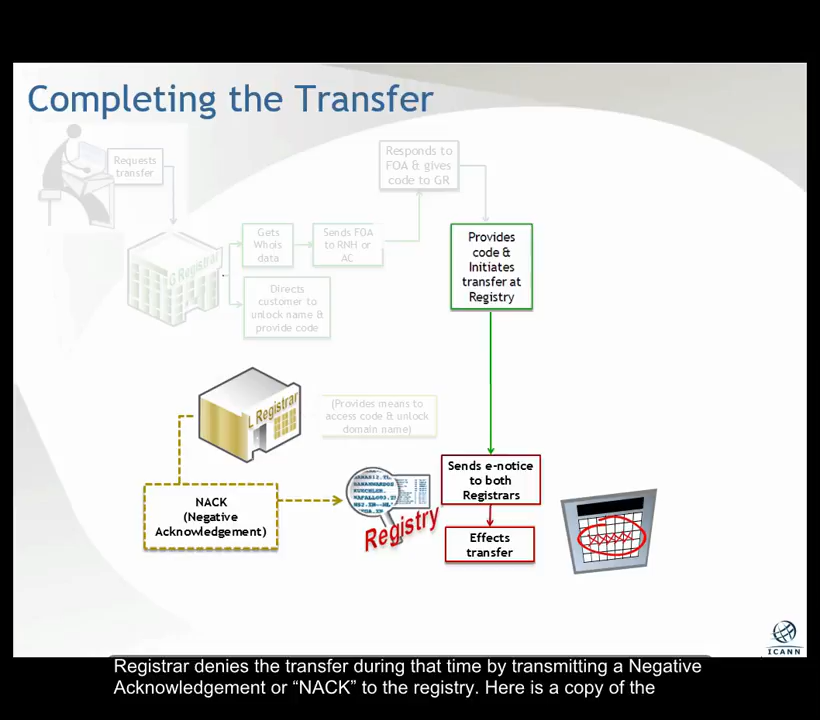 Completing the Transfer
Requests
transfer
Responds to
FOA & gives
code to GR
Gets
Whois
data
Sends FOA
to RNH or
AC
Provides
code &
Initiates
transfer at
Registry
G Registrar
Directs
customer to
unlock name &
provide code
L Registrar
(Provides means to
access code & unlock
domain name)
NACK
(Negative
Acknowledgement)
Registry
Sends e-notice
to both
Registrars
Effects
transfer
XXXXX
ICANN
Registrar denies the transfer during that time by transmitting a Negative
Acknowledgement or “NACK” to the registry. Here is a copy of the